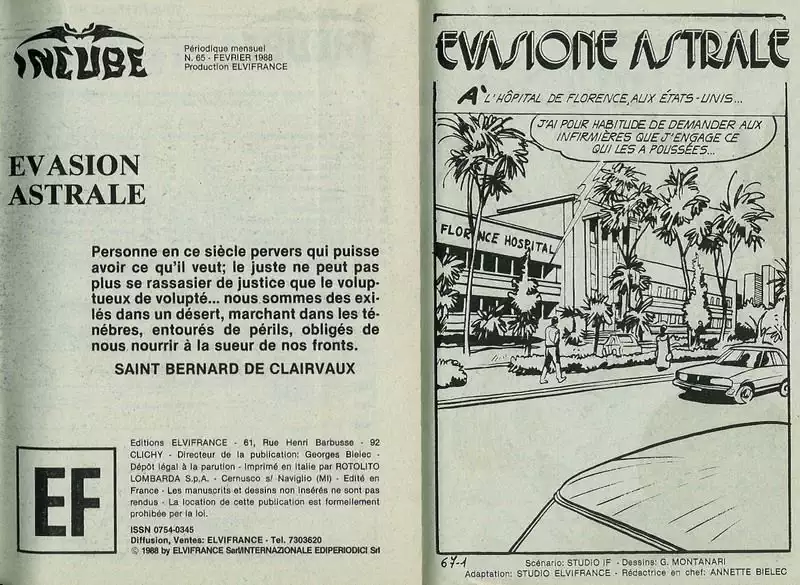 INCUBE
Périodique mensuel
N. 65 - FEVRIER 1988
Production ELVIFRANCE
EVASION
ASTRALE
Personne en ce siècle pervers qui puisse
avoir ce qu'il veut; le juste ne peut pas
plus se rassasier de justice que le volup-
tueux de volupté... nous sommes des exi-
lés dans un désert, marchant dans les té-
nébres, entourés de périls, obligés de
nous nourrir à la sueur de nos fronts.
SAINT BERNARD DE CLAIRVAUX
EF
Editions ELVIFRANCE - 61, Rue Henri Barbusse - 92
CLICHY - Directeur de la publication: Georges Bielec -
Dépôt légal à la parution - Imprimé en Italie par ROTOLITO
LOMBARDA S.p.A. - Cernusco s/ Naviglio (MI) - Edité en
France - Les manuscrits et dessins non insérés ne sont pas
rendus - La location de cette publication est formellement
prohibée par la loi.
ISSN 0754-0345
Diffusion, Ventes: ELVIFRANCE - Tel. 7303620
© 1988 by ELVIFRANCE Sarl/INTERNAZIONALE EDIPERIODICI Srl
EVASIONE ASTRALE
À L'HÔPITAL DE FLORENCE, AUX ÉTATS-UNIS...
J'AI POUR HABITUDE DE DEMANDER AUX
INFIRMIÈRES QUE J'ENGAGE CE
QUI LES A POUSSÉES...
FLORENCE HOSPITAL
67-1
Scénario: STUDIO IF - Dessins: G. MONTANARI
Adaptation: STUDIO ELVIFRANCE - Rédactrice en chef: ANNETTE BIELEC